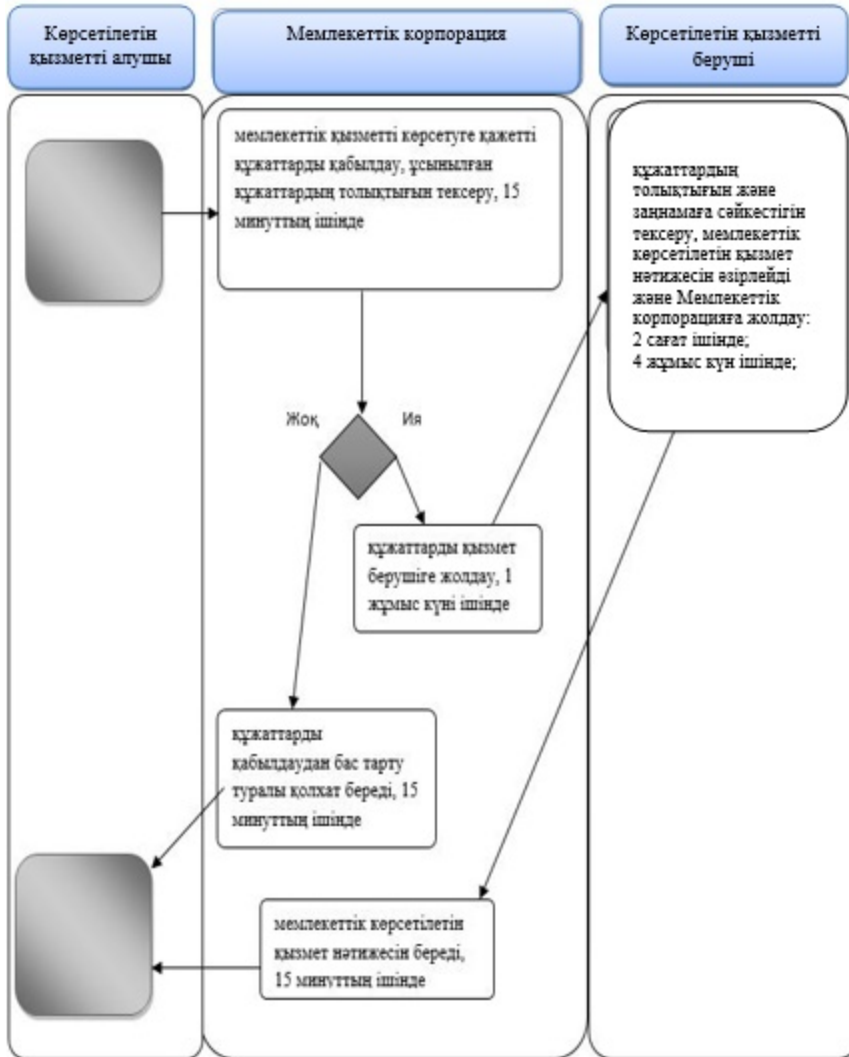 Көрсетілетін
қызметті алушы
Мемлекеттік корпорация
Көрсетілетін қызметті
беруші
мемлекеттік қызметті көрсетуге қажетті
құжаттарды қабылдау, ұсынылған
құжаттардың толықтығын тексеру, 15
минуттың ішінде
құжаттардың
толықтығын және
заңнамаға сәйкестігін
тексеру, мемлекеттік
көрсетілетін қызмет
нәтижесін әзірлейді
және Мемлекеттік
корпорацияға жолдау:
2 сағат ішінде;
4 жұмыс күн ішінде;
Жоқ
Ия
құжаттарды қызмет
берушіге жолдау, 1
жұмыс күні ішінде
құжаттарды
қабылдаудан бас тарту
туралы қолхат береді, 15
минуттың ішінде
мемлекеттік көрсетілетін
қызмет нәтижесін береді,
15 минуттың ішінде